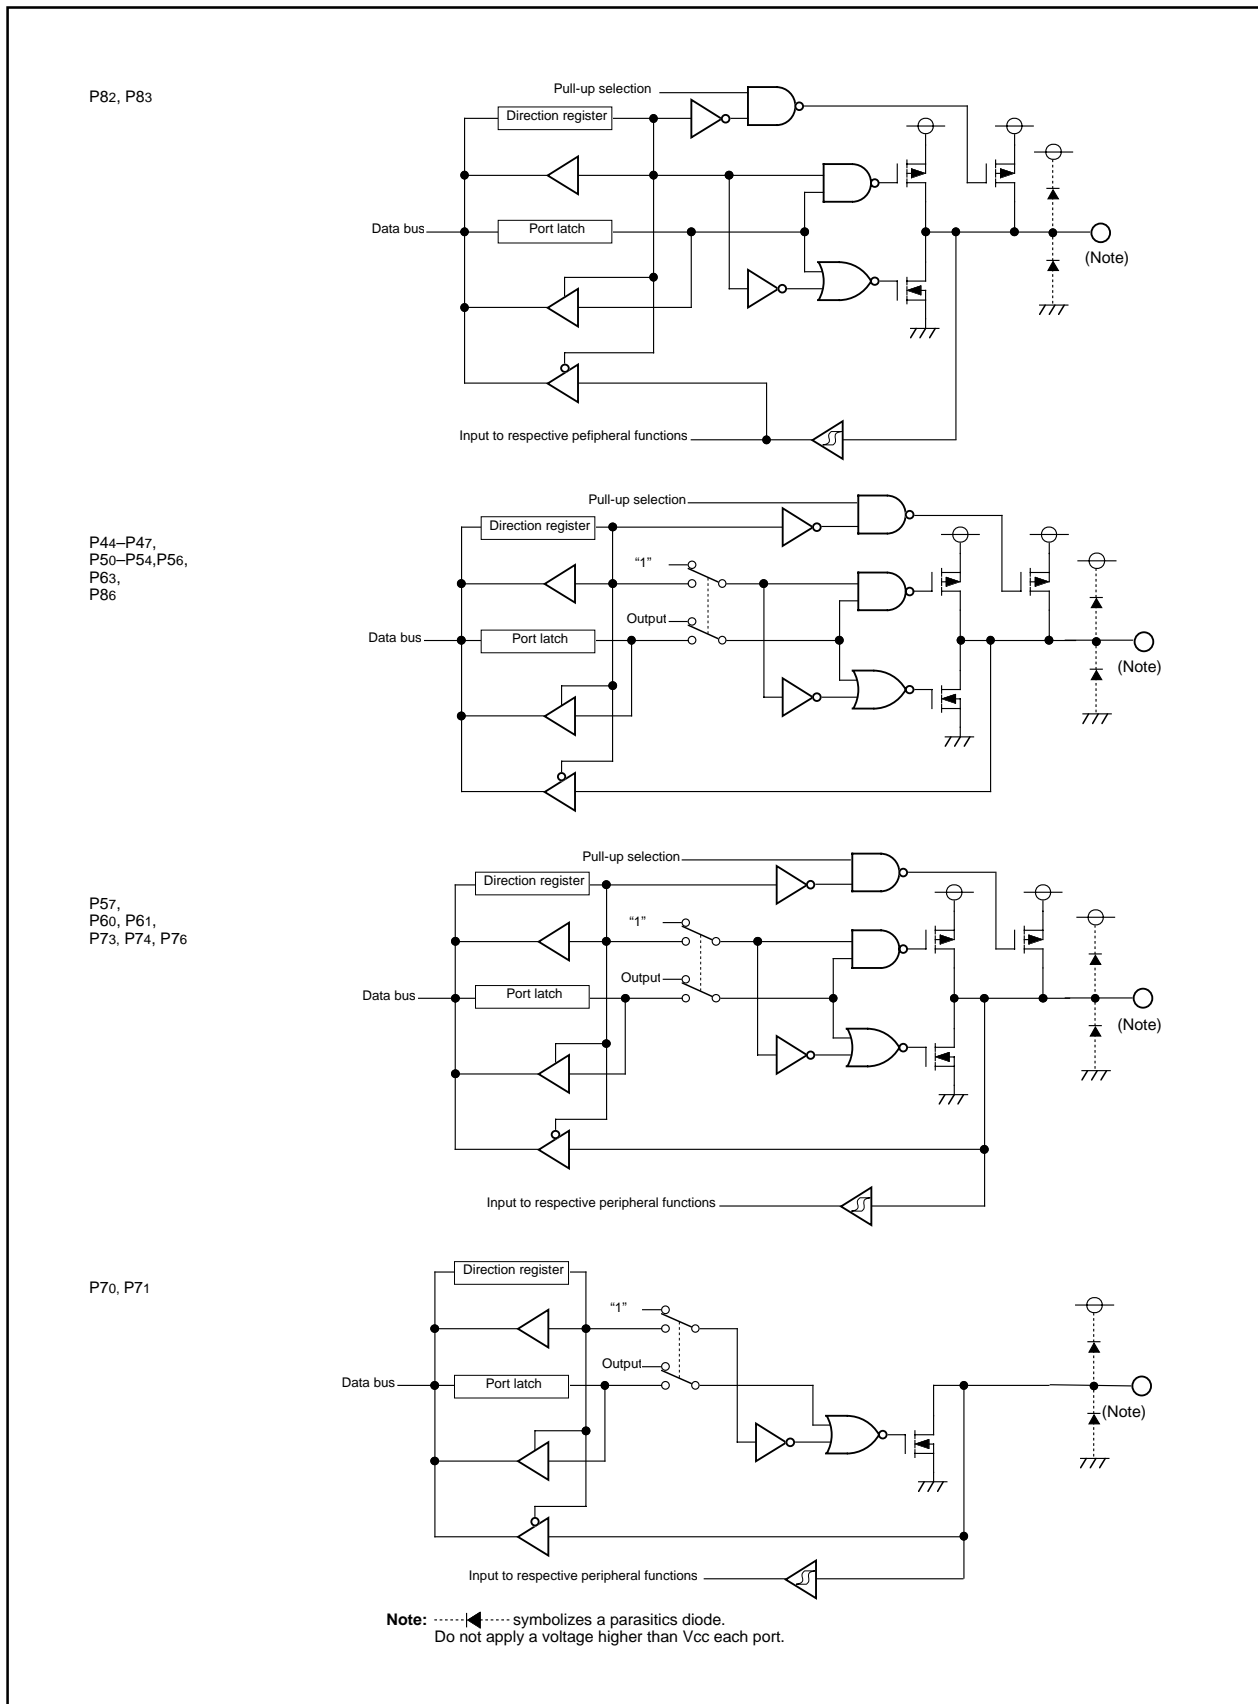 P82, P83
Pull-up selection
Direction register
Data bus
Port latch
(Note)
Input to respective pefipheral functions
P44–P47,
P50–P54,P56,
P63,
P86
Pull-up selection
Direction register
“1”
Output
Data bus
Port latch
(Note)
P57,
P60, P61,
P73, P74, P76
Pull-up selection
Direction register
“1”
Output
Data bus
Port latch
(Note)
Input to respective peripheral functions
P70, P71
Direction register
“1”
Output
Data bus
Port latch
(Note)
Input to respective peripheral functions
Note: symbolizes a parasitics diode.
Do not apply a voltage higher than Vcc each port.